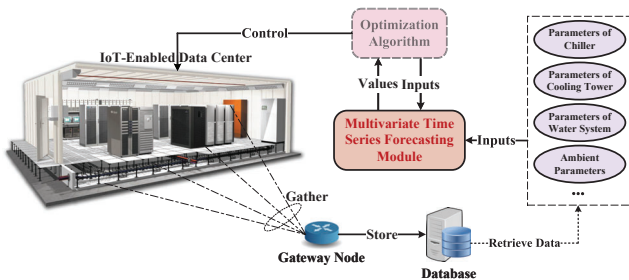 Optimization
Algorithm
Control
IoT-Enabled Data Center
Values
Inputs
Multivariate Time
Series Forecasting
Module
Inputs
Parameters of
Chiller
Parameters of
Cooling Tower
Parameters of
Water System
Ambient
Parameters
...
Gather
Gateway Node
Store
Database
Retrieve Data